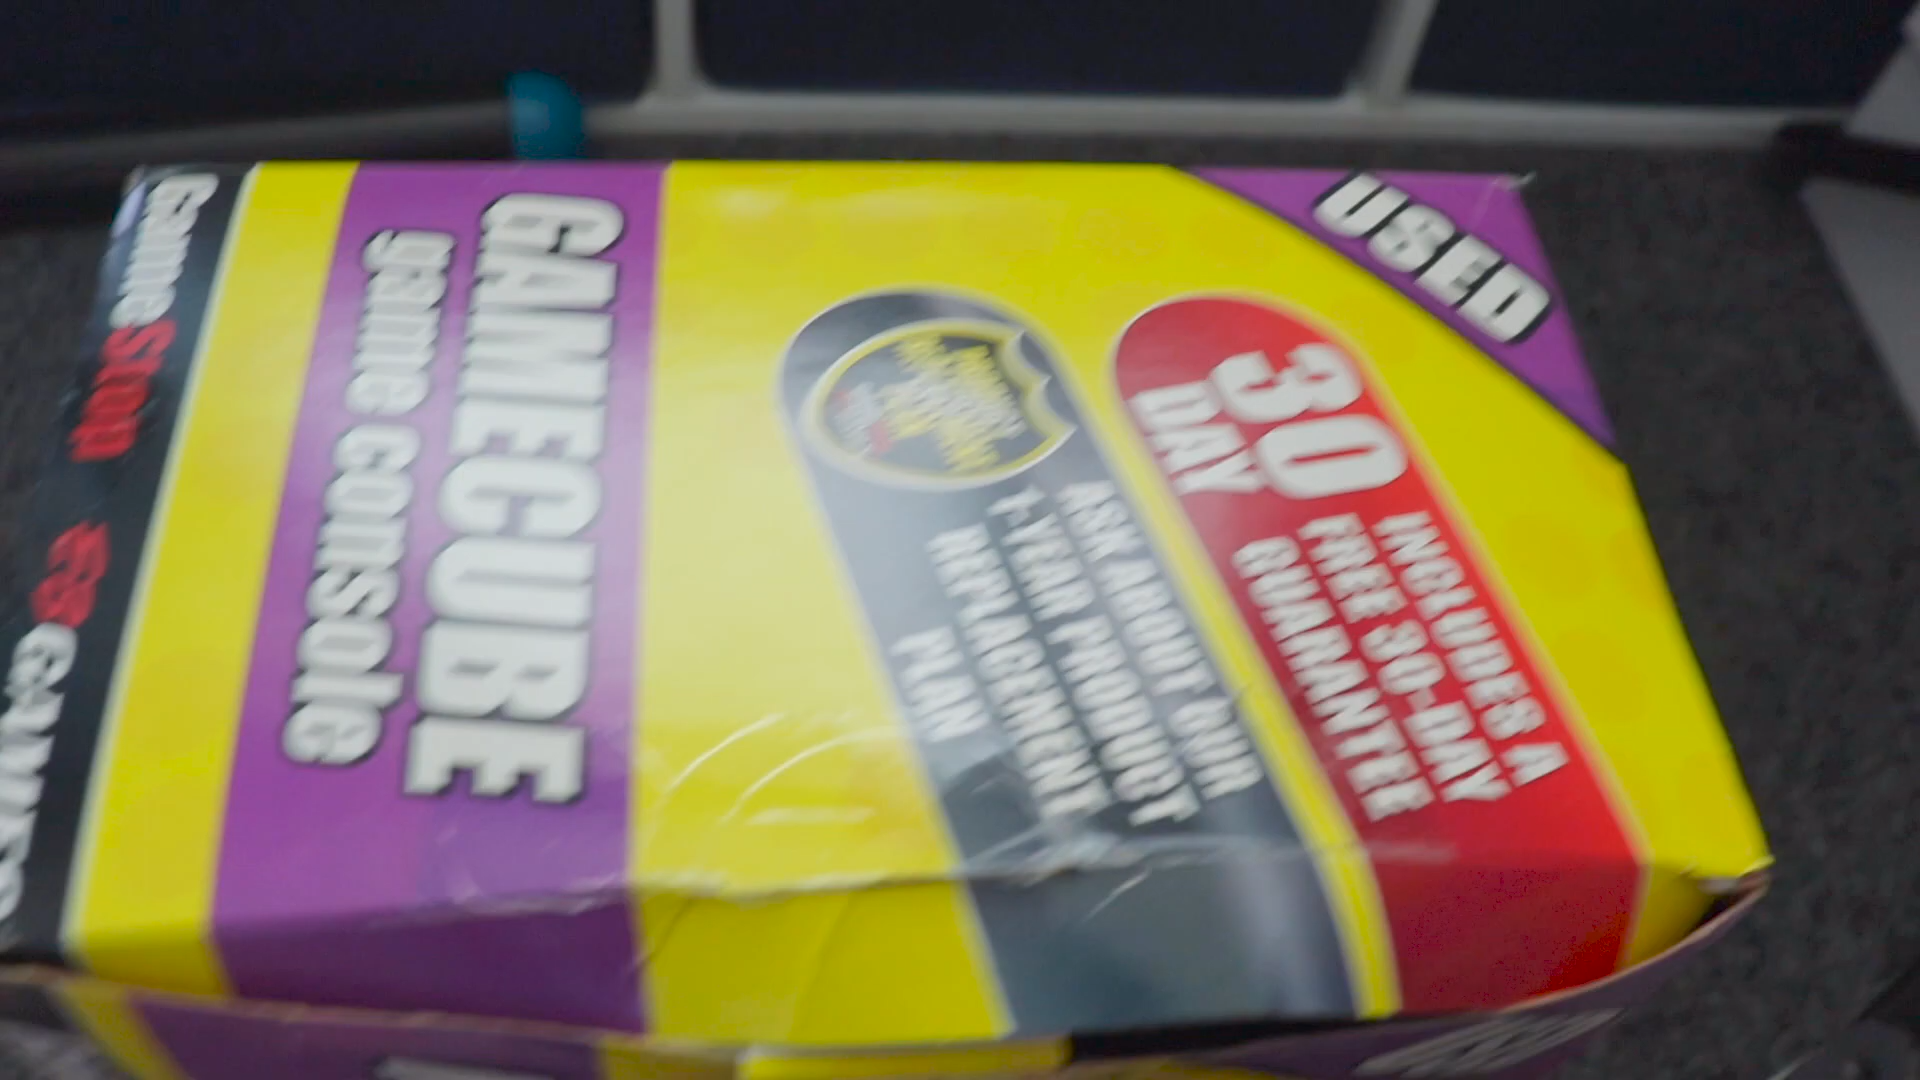 USED
30
DAY
INCLUDES A
FREE 30-DAY
GUARANTEE
ASK ABOUT OUR
1-YEAR PRODUCT
REPLACEMENT
PLAN
GAMECUBE
game console
GameStop